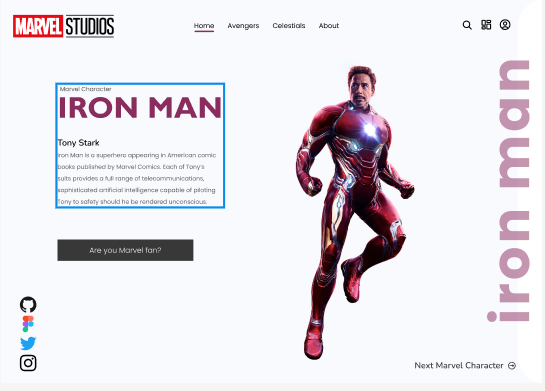 MARVEL STUDIOS
Home Avengers Celestials About
Marvel Character
IRON MAN
Tony Stark
Iron Man is a superhero appearing in American comic
books published by Marvel Comics. Each of Tony's
suits provides a full range of telecommunications,
sophisticated artificial intelligence capable of piloting
Tony to safety should he be rendered unconscious.
Are you Marvel fan?
iron man
Next Marvel Character